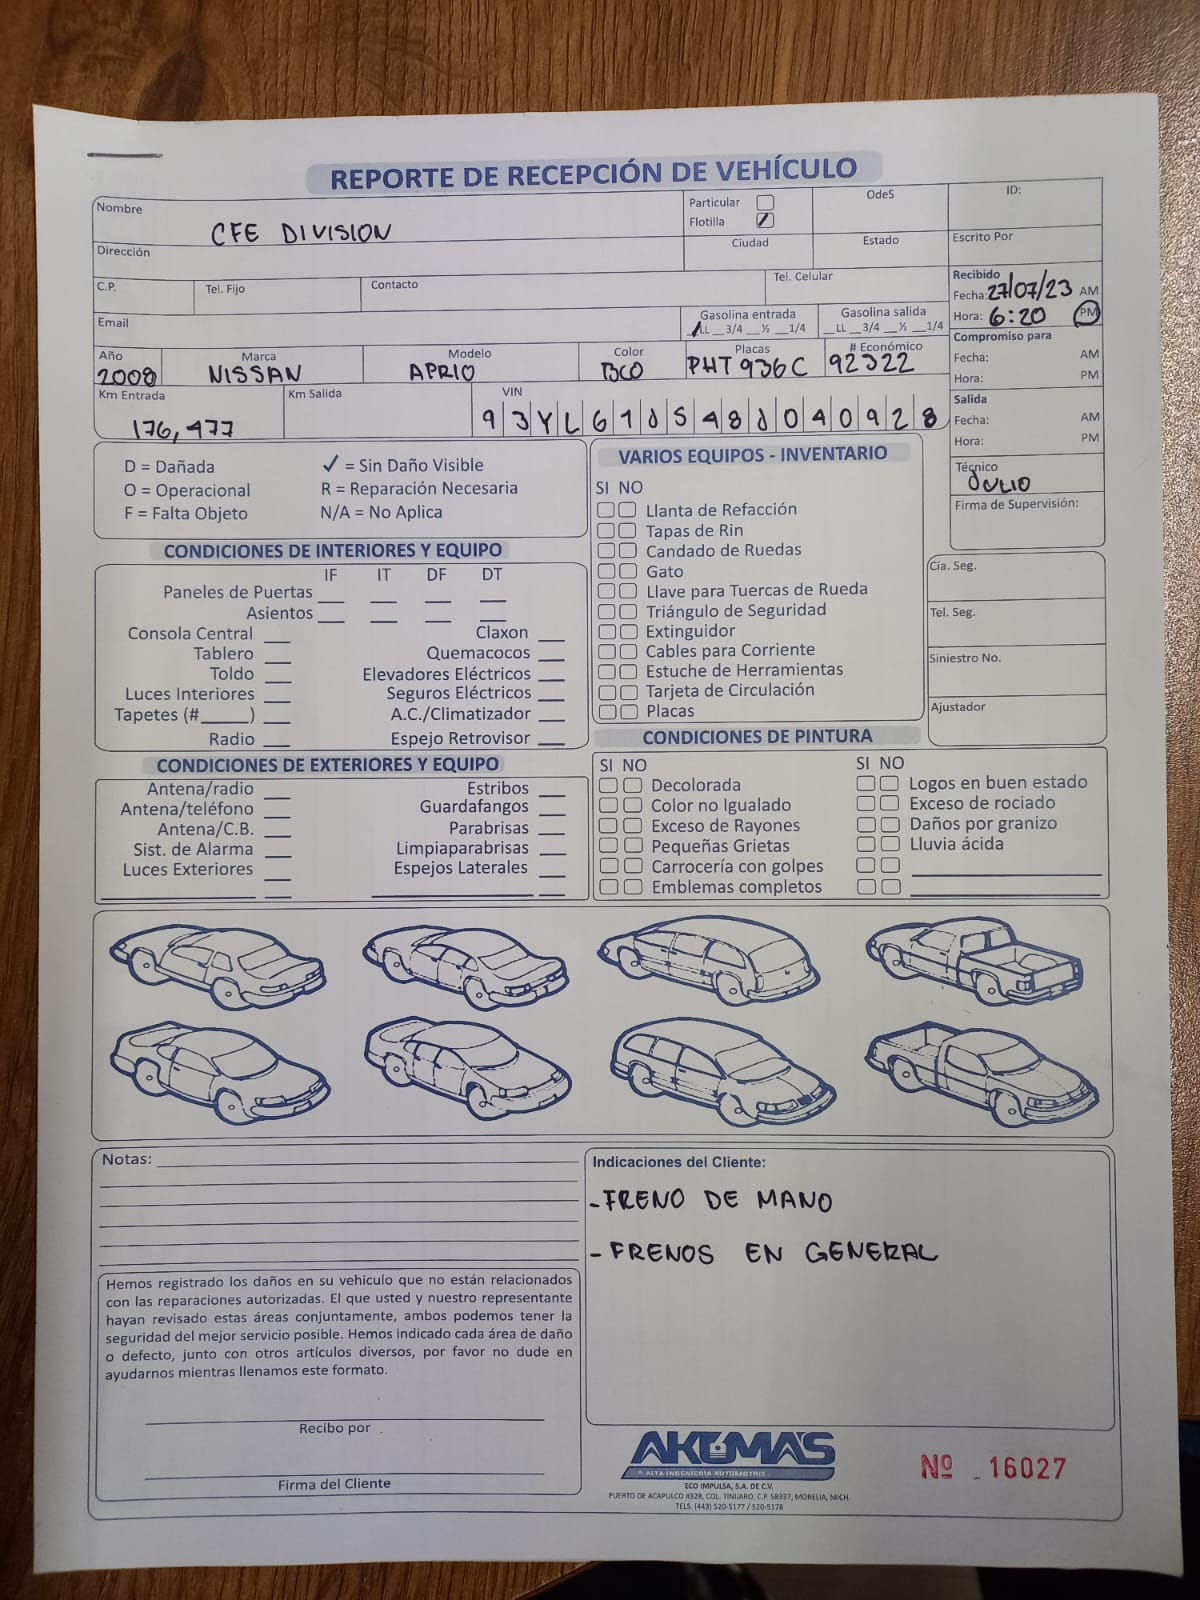 REPORTE DE RECEPCIÓN DE VEHÍCULO
Nombre CFE DIVISION
Particular
Flotilla
OdeS
ID:
Dirección
Ciudad
Estado
Escrito Por
C.P.
Tel. Fijo
Contacto
Tel. Celular
Recibido
Fecha: 27/07/23 AM
Hora: 6:20 PM
Email
Gasolina entrada
LL __3/4 __½ __1/4
Gasolina salida
__LL __3/4 __½ __1/4
Compromiso para
Fecha: AM
Hora: PM
Año 2008
Marca NISSAN
Modelo APRIO
Color BCO
Placas PHT 936C
# Económico 92322
Km Entrada 176,477
Km Salida
VIN 93YL61
Salida
Fecha: AM
Hora: PM
Técnico JULIO
Firma de Supervisión:
D = Dañada ✓ = Sin Daño Visible
O = Operacional R = Reparación Necesaria
F = Falta Objeto N/A = No Aplica
CONDICIONES DE INTERIORES Y EQUIPO
IF IT DF DT
Paneles de Puertas
Asientos
Consola Central Claxon
Tablero Quemacocos
Toldo Elevadores Eléctricos
Luces Interiores Seguros Eléctricos
Tapetes (#_____) A.C./Climatizador
Radio Espejo Retrovisor
VARIOS EQUIPOS - INVENTARIO
SI NO
Llanta de Refacción
Tapas de Rin
Candado de Ruedas
Gato
Llave para Tuercas de Rueda
Triángulo de Seguridad
Extinguidor
Cables para Corriente
Estuche de Herramientas
Tarjeta de Circulación
Placas
Cía. Seg.
Tel. Seg.
Siniestro No.
Ajustador
CONDICIONES DE EXTERIORES Y EQUIPO
Antena/radio Estribos
Antena/teléfono Guardafangos
Antena/C.B. Parabrisas
Sist. de Alarma Limpiaparabrisas
Luces Exteriores Espejos Laterales
CONDICIONES DE PINTURA
SI NO SI NO
Decolorada Logos en buen estado
Color no Igualado Exceso de rociado
Exceso de Rayones Daños por granizo
Pequeñas Grietas Lluvia ácida
Carrocería con golpes
Emblemas completos
Notas:
Indicaciones del Cliente:
- FRENO DE MANO
- FRENOS EN GENERAL
Hemos registrado los daños en su vehiculo que no están relacionados
con las reparaciones autorizadas. El que usted y nuestro representante
hayan revisado estas áreas conjuntamente, ambos podemos tener la
seguridad del mejor servicio posible. Hemos indicado cada área de daño
o defecto, junto con otros artículos diversos, por favor no dude en
ayudarnos mientras llenamos este formato.
Recibo por
Firma del Cliente
AKUMAS
ALTA INGENIERIA AUTOMOTRIZ
ECO IMPULSA, S.A. DE C.V.
PUERTO DE ACAPULCO #328, COL. TINIJARO, C.P. 58337, MORELIA, MICH.
TELS. (443) 520-5177 / 520-5178
Nº 16027